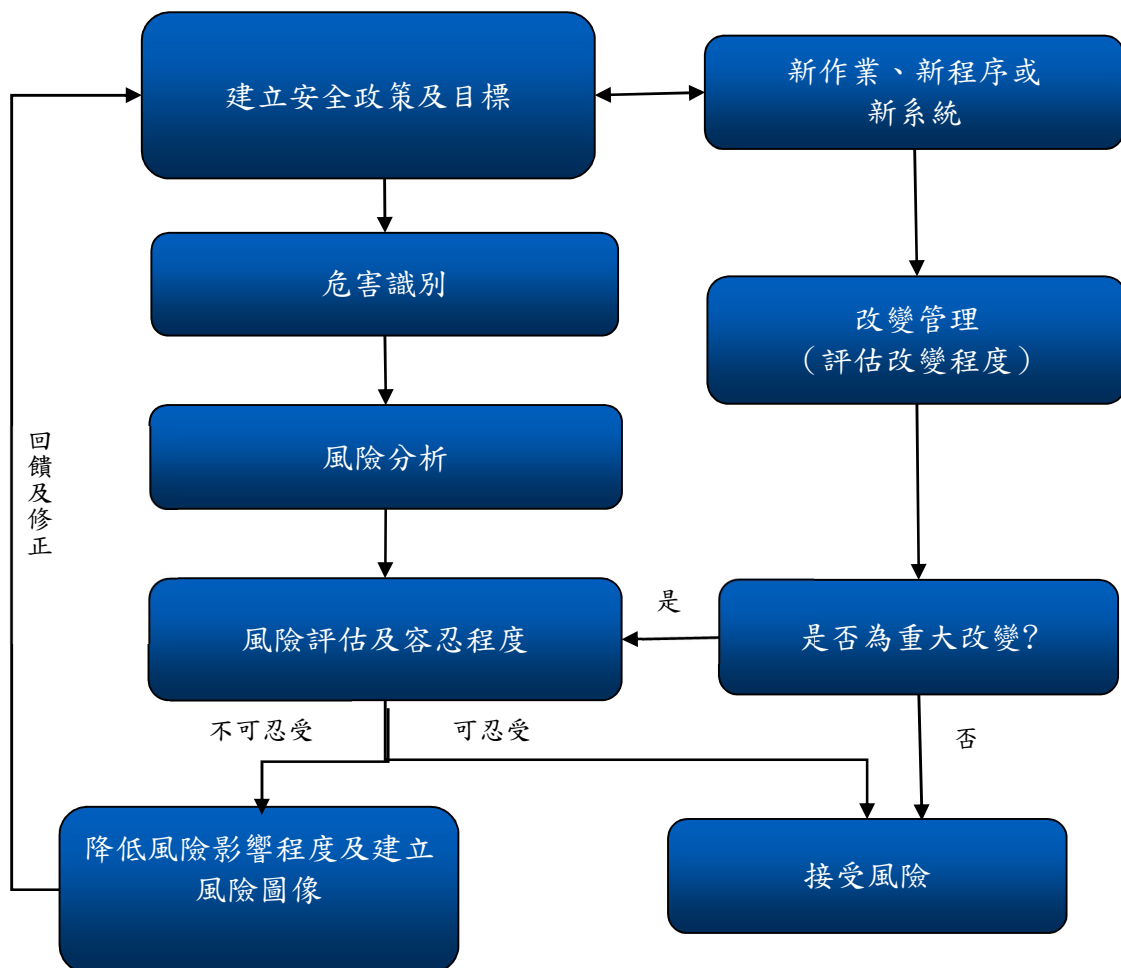 建立安全政策及目標
新作業、新程序或
新系統
危害識別
改變管理
（評估改變程度）
風險分析
回饋及修正
風險評估及容忍程度
是
是否為重大改變?
不可忍受
可忍受
否
降低風險影響程度及建立
風險圖像
接受風險